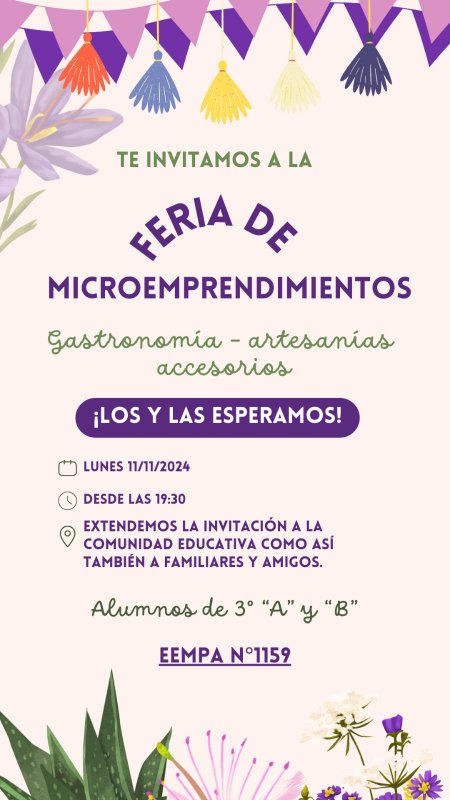 TE INVITAMOS A LA
FERIA DE
MICROEMPRENDIMIENTOS
Gastronomía - artesanías
accesorios
¡LOS Y LAS ESPERAMOS!
LUNES 11/11/2024
DESDE LAS 19:30
EXTENDEMOS LA INVITACIÓN A LA
COMUNIDAD EDUCATIVA COMO ASÍ
TAMBIÉN A FAMILIARES Y AMIGOS.
Alumnos de 3° “A” y “B”
EEMPA N°1159